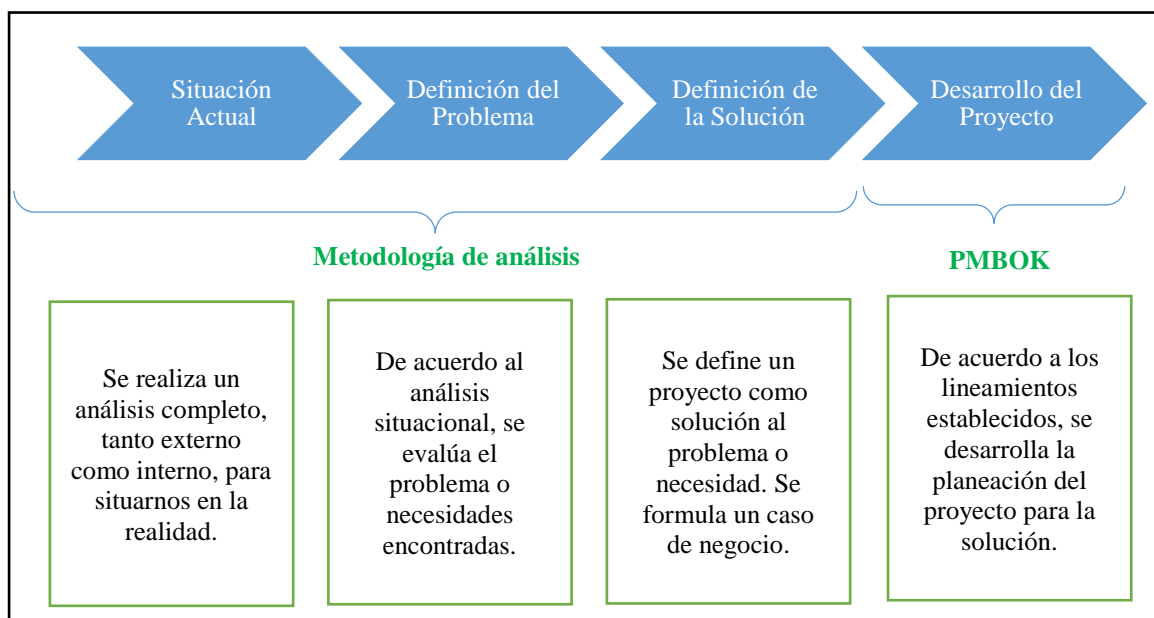 Situación
Actual
Definición del
Problema
Definición de
la Solución
Desarrollo del
Proyecto
Metodología de análisis
PMBOK
Se realiza un
análisis completo,
tanto externo
como interno, para
situarnos en la
realidad.
De acuerdo al
análisis
situacional, se
evalúa el
problema o
necesidades
encontradas.
Se define un
proyecto como
solución al
problema o
necesidad. Se
formula un caso
de negocio.
De acuerdo a los
lineamientos
establecidos, se
desarrolla la
planeación del
proyecto para la
solución.